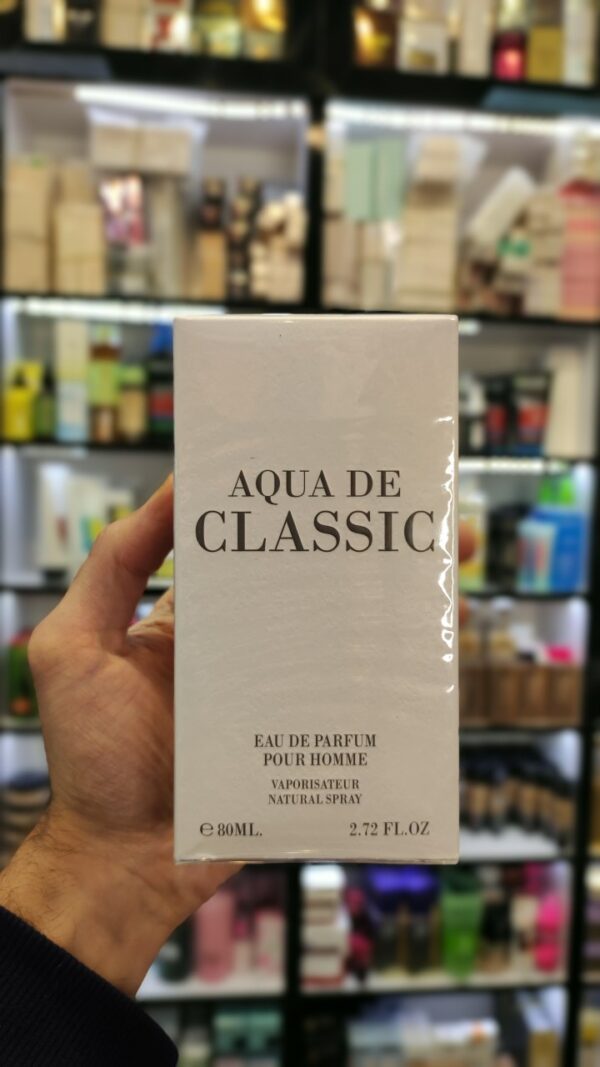 AQUA DE
CLASSIC
EAU DE PARFUM
POUR HOMME
VAPORISATEUR
NATURAL SPRAY
℮ 80ML. 2.72 FL.OZ